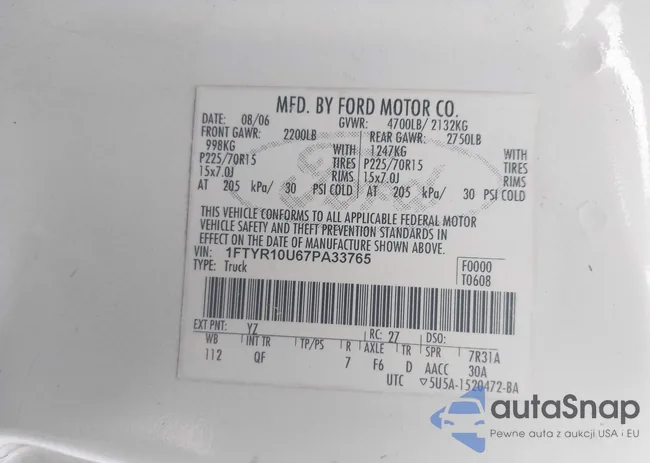 MFD. BY FORD MOTOR CO.
DATE: 08/06 GVWR: 4700LB/ 2132KG
FRONT GAWR: 2200LB REAR GAWR: 2750LB
998KG WITH 1247KG WITH
P225/70R15 TIRES P225/70R15 TIRES
15x7.0J RIMS 15x7.0J RIMS
AT 205 kPa/ 30 PSI COLD AT 205 kPa/ 30 PSI COLD
Ford
THIS VEHICLE CONFORMS TO ALL APPLICABLE FEDERAL MOTOR
VEHICLE SAFETY AND THEFT PREVENTION STANDARDS IN
EFFECT ON THE DATE OF MANUFACTURE SHOWN ABOVE.
VIN: 1FTYR10U67PA33765 F0000
TYPE: Truck T0608
EXT PNT: YZ RC: 27 DSO:
WB INT TR TP/PS R AXLE TR SPR 7R31A
112 QF 7 F6 D AACC 30A
UTC ▽5U5A-1520472-BA
autaSnap
Pewne auta z aukcji USA i EU